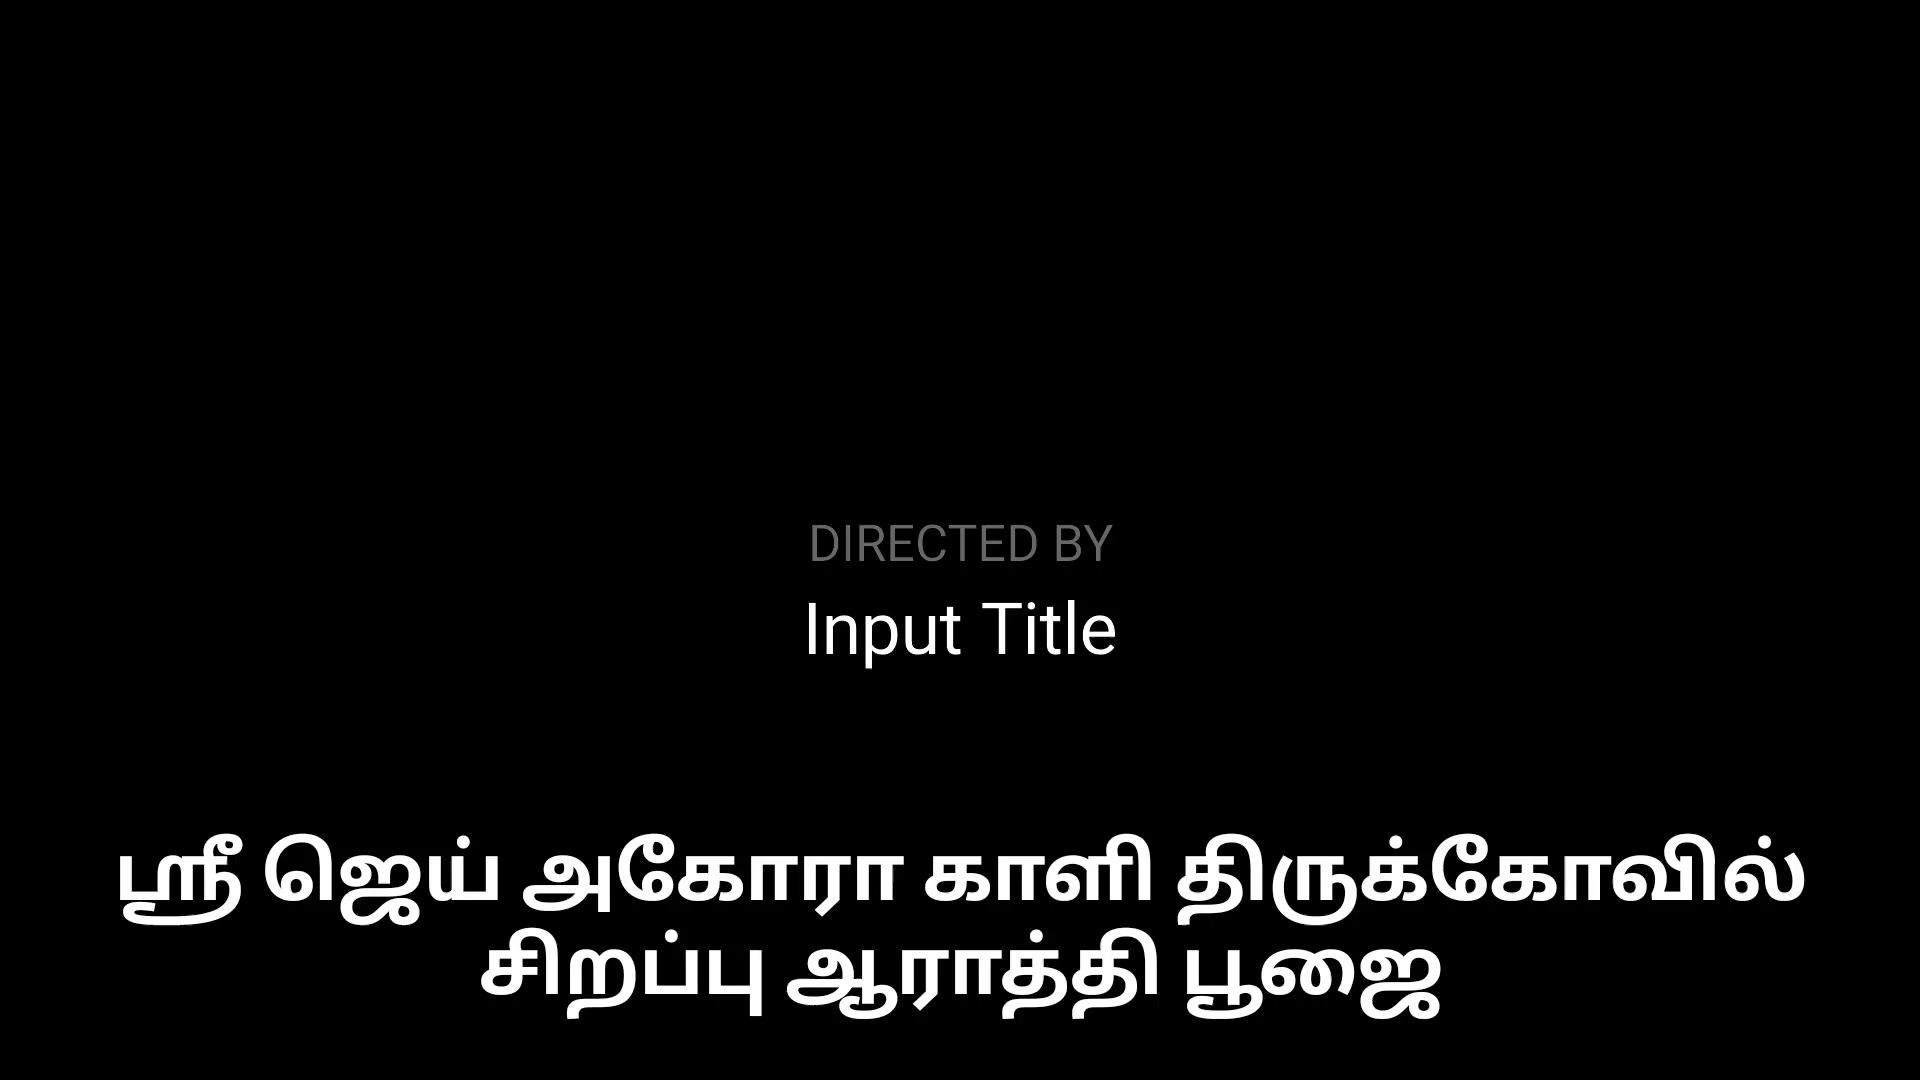 DIRECTED BY
Input Title
ஸ்ரீ ஜெய் அகோரா காளி திருக்கோவில்
சிறப்பு ஆராத்தி பூஜை